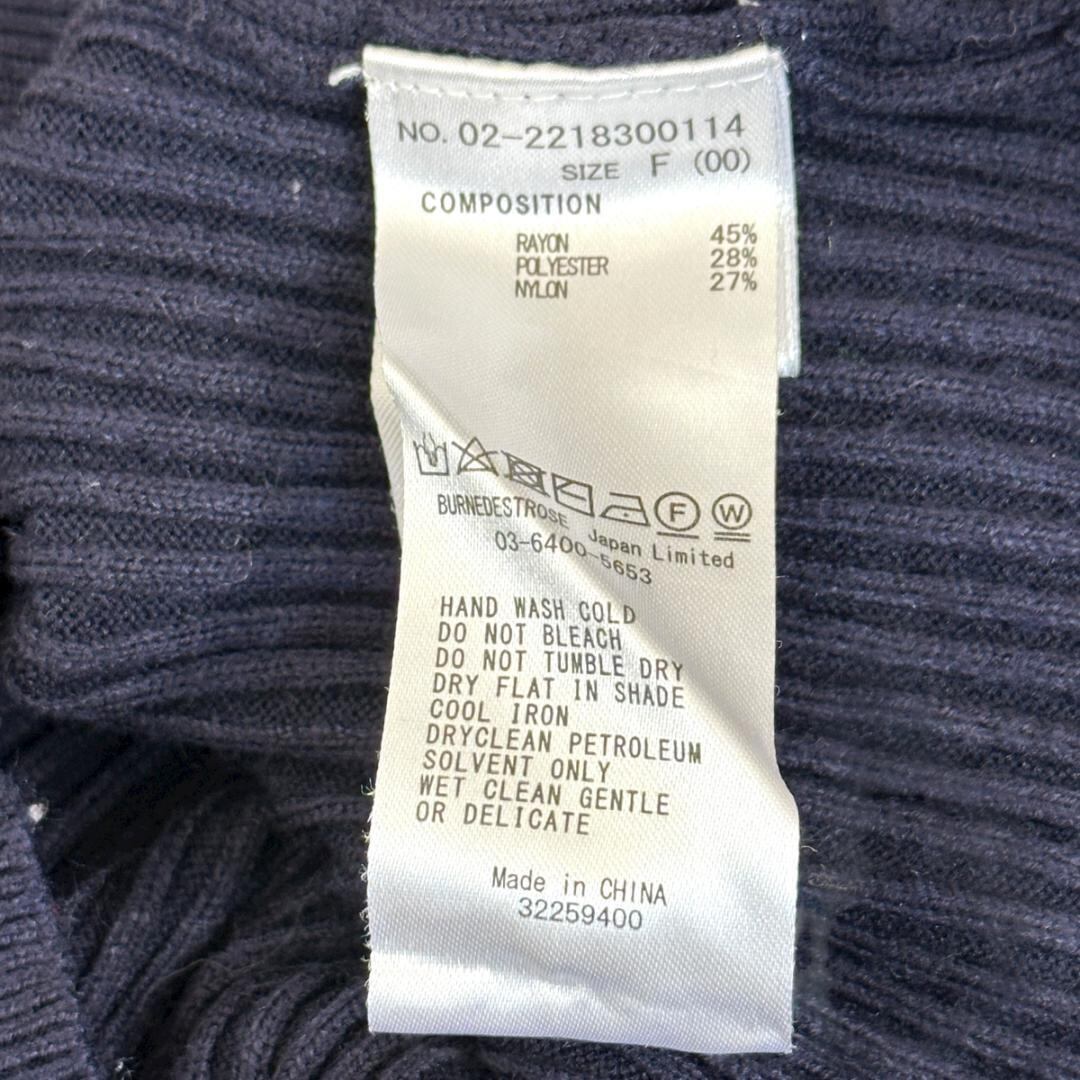 NO. 02-2218300114
SIZE F (00)
COMPOSITION
RAYON 45%
POLYESTER 28%
NYLON 27%
F W
BURNEDESTROSE Japan Limited
03-6400-5653
HAND WASH COLD
DO NOT BLEACH
DO NOT TUMBLE DRY
DRY FLAT IN SHADE
COOL IRON
DRYCLEAN PETROLEUM
SOLVENT ONLY
WET CLEAN GENTLE
OR DELICATE
Made in CHINA
32259400